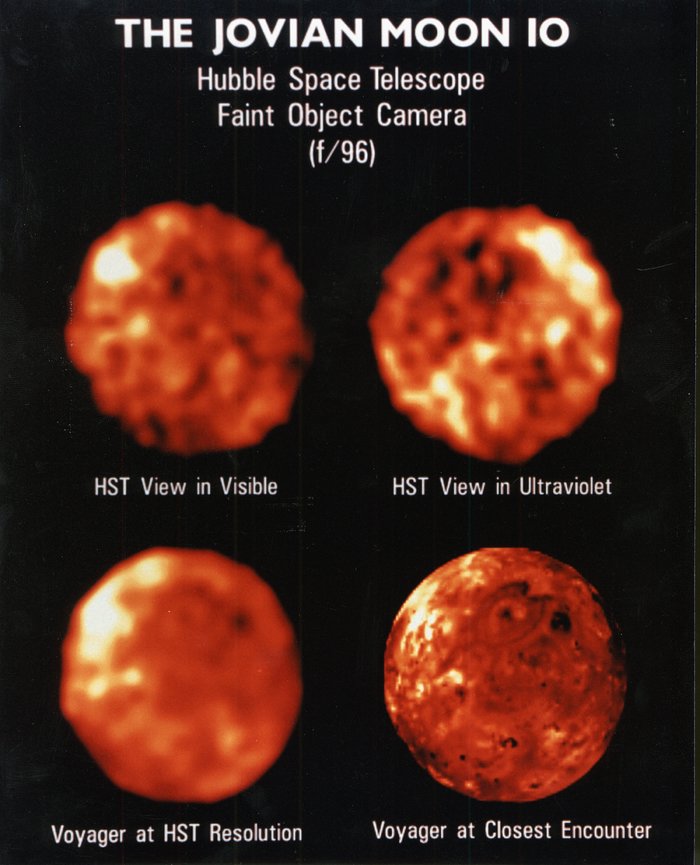 THE JOVIAN MOON IO
Hubble Space Telescope
Faint Object Camera
(f/96)
HST View in Visible
HST View in Ultraviolet
Voyager at HST Resolution
Voyager at Closest Encounter